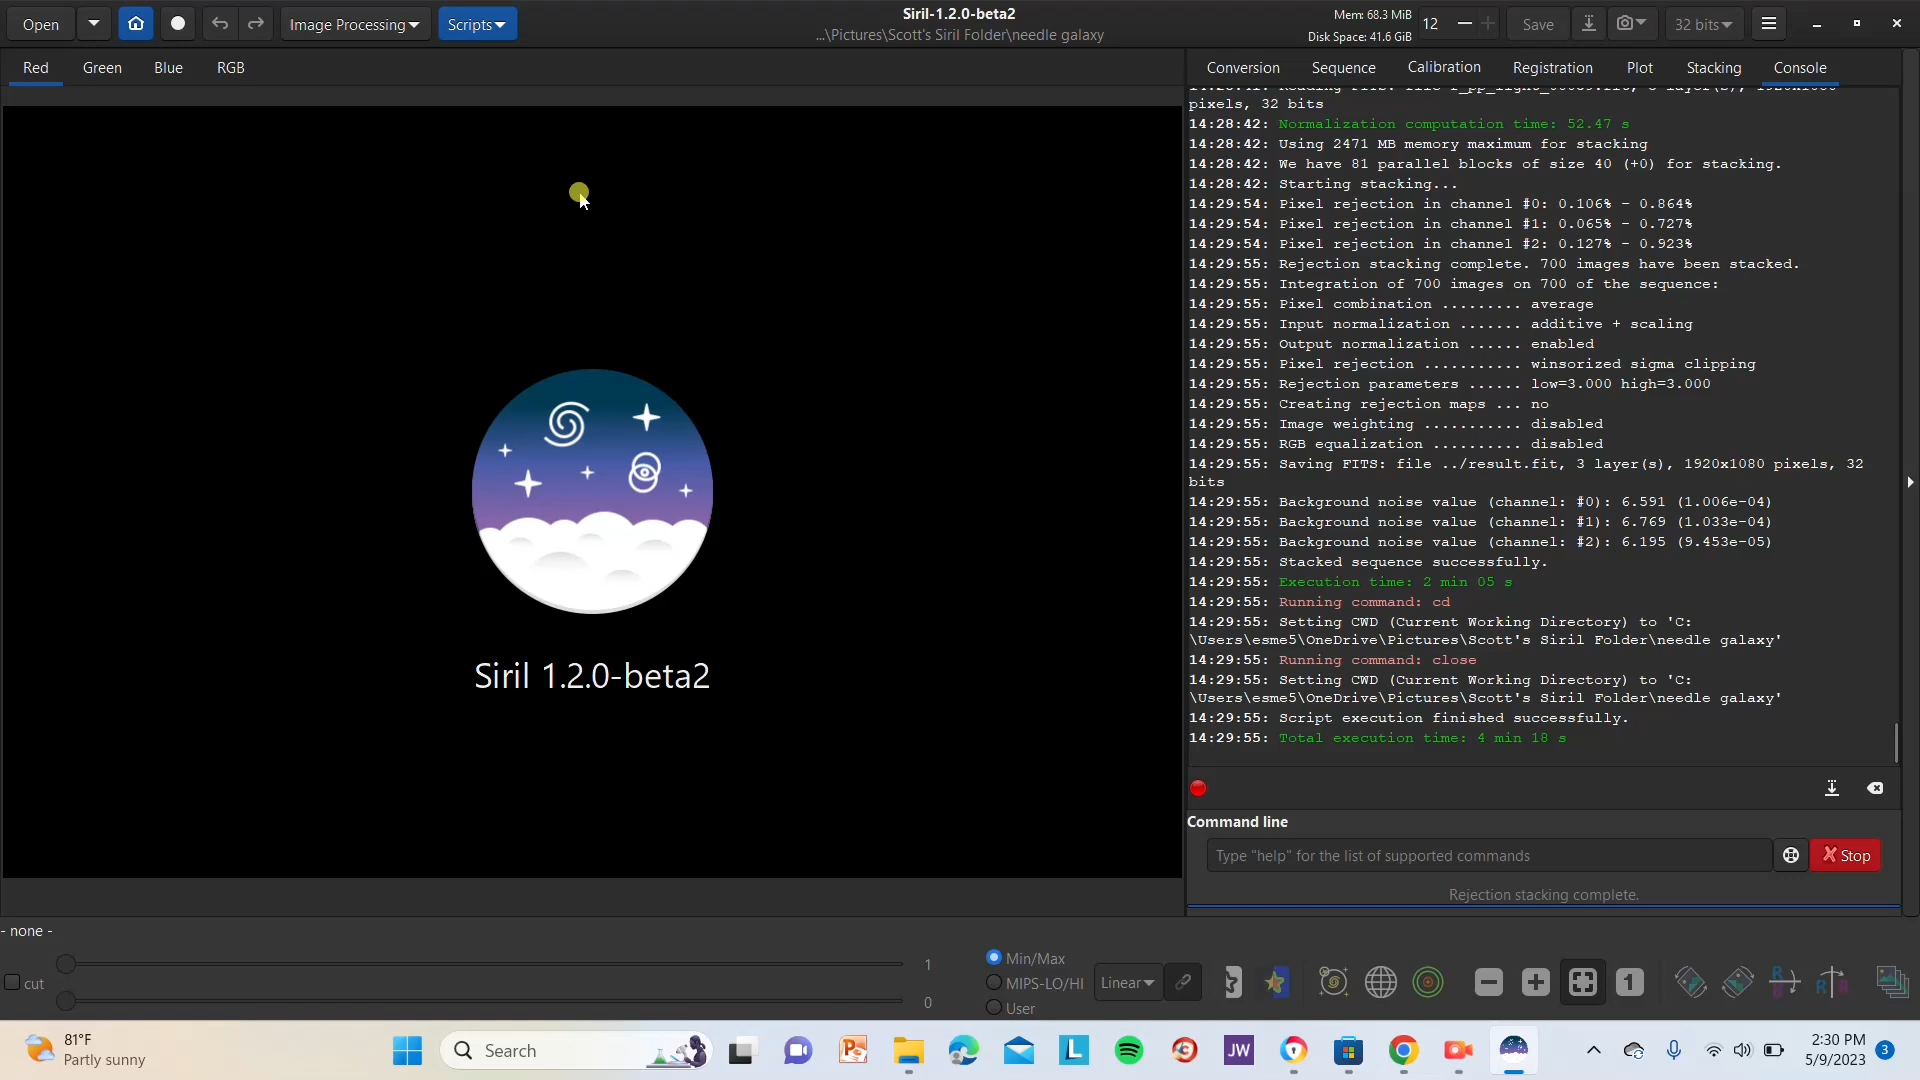 Open
Image Processing
Scripts
Siril-1.2.0-beta2
...\Pictures\Scott's Siril Folder\needle galaxy
Mem: 68.3 MiB
Disk Space: 41.6 GiB
12
Save
32 bits
Red Green Blue RGB
Conversion Sequence Calibration Registration Plot Stacking Console
pixels, 32 bits
14:28:42: Normalization computation time: 52.47 s
14:28:42: Using 2471 MB memory maximum for stacking
14:28:42: We have 81 parallel blocks of size 40 (+0) for stacking.
14:28:42: Starting stacking...
14:29:54: Pixel rejection in channel #0: 0.106% - 0.864%
14:29:54: Pixel rejection in channel #1: 0.065% - 0.727%
14:29:54: Pixel rejection in channel #2: 0.127% - 0.923%
14:29:55: Rejection stacking complete. 700 images have been stacked.
14:29:55: Integration of 700 images on 700 of the sequence:
14:29:55: Pixel combination ......... average
14:29:55: Input normalization ....... additive + scaling
14:29:55: Output normalization ...... enabled
14:29:55: Pixel rejection ........... winsorized sigma clipping
14:29:55: Rejection parameters ...... low=3.000 high=3.000
14:29:55: Creating rejection maps ... no
14:29:55: Image weighting ........... disabled
14:29:55: RGB equalization .......... disabled
14:29:55: Saving FITS: file ../result.fit, 3 layer(s), 1920x1080 pixels, 32
bits
14:29:55: Background noise value (channel: #0): 6.591 (1.006e-04)
14:29:55: Background noise value (channel: #1): 6.769 (1.033e-04)
14:29:55: Background noise value (channel: #2): 6.195 (9.453e-05)
14:29:55: Stacked sequence successfully.
14:29:55: Execution time: 2 min 05 s
14:29:55: Running command: cd
14:29:55: Setting CWD (Current Working Directory) to 'C:
\Users\esme5\OneDrive\Pictures\Scott's Siril Folder\needle galaxy'
14:29:55: Running command: close
14:29:55: Setting CWD (Current Working Directory) to 'C:
\Users\esme5\OneDrive\Pictures\Scott's Siril Folder\needle galaxy'
14:29:55: Script execution finished successfully.
14:29:55: Total execution time: 4 min 18 s
Siril 1.2.0-beta2
Command line
Type "help" for the list of supported commands
Stop
Rejection stacking complete.
- none -
cut
1
0
Min/Max
MIPS-LO/HI
User
Linear
1
81°F
Partly sunny
Search
L
JW
2:30 PM
5/9/2023
3